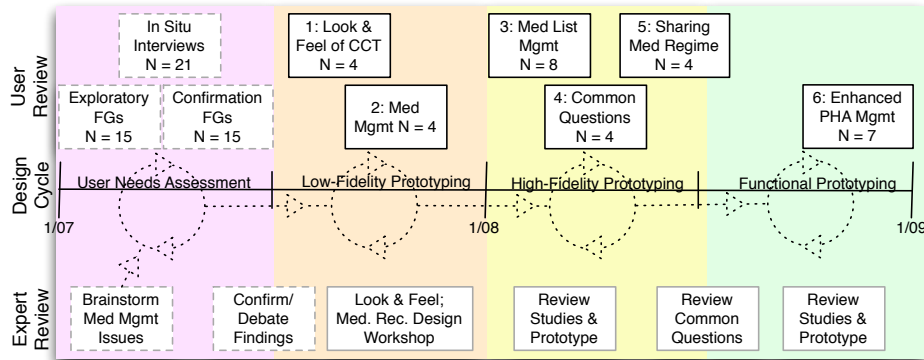 User
Review
In Situ
Interviews
N = 21
1: Look &
Feel of CCT
N = 4
3: Med List
Mgmt
N = 8
5: Sharing
Med Regime
N = 4
Exploratory
FGs
N = 15
Confirmation
FGs
N = 15
2: Med
Mgmt N = 4
4: Common
Questions
N = 4
6: Enhanced
PHA Mgmt
N = 7
Design
Cycle
User Needs Assessment
Low-Fidelity Prototyping
High-Fidelity Prototyping
Functional Prototyping
1/07
1/08
1/09
Expert
Review
Brainstorm
Med Mgmt
Issues
Confirm/
Debate
Findings
Look & Feel;
Med. Rec. Design
Workshop
Review
Studies &
Prototype
Review
Common
Questions
Review
Studies &
Prototype